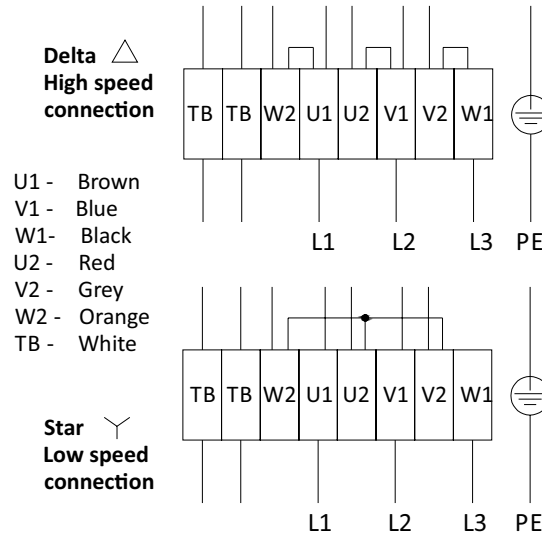 Delta
High speed
connection
TB TB W2 U1 U2 V1 V2 W1
L1 L2 L3 PE
U1 - Brown
V1 - Blue
W1- Black
U2 - Red
V2 - Grey
W2 - Orange
TB - White
TB TB W2 U1 U2 V1 V2 W1
Star
Low speed
connection
L1 L2 L3 PE